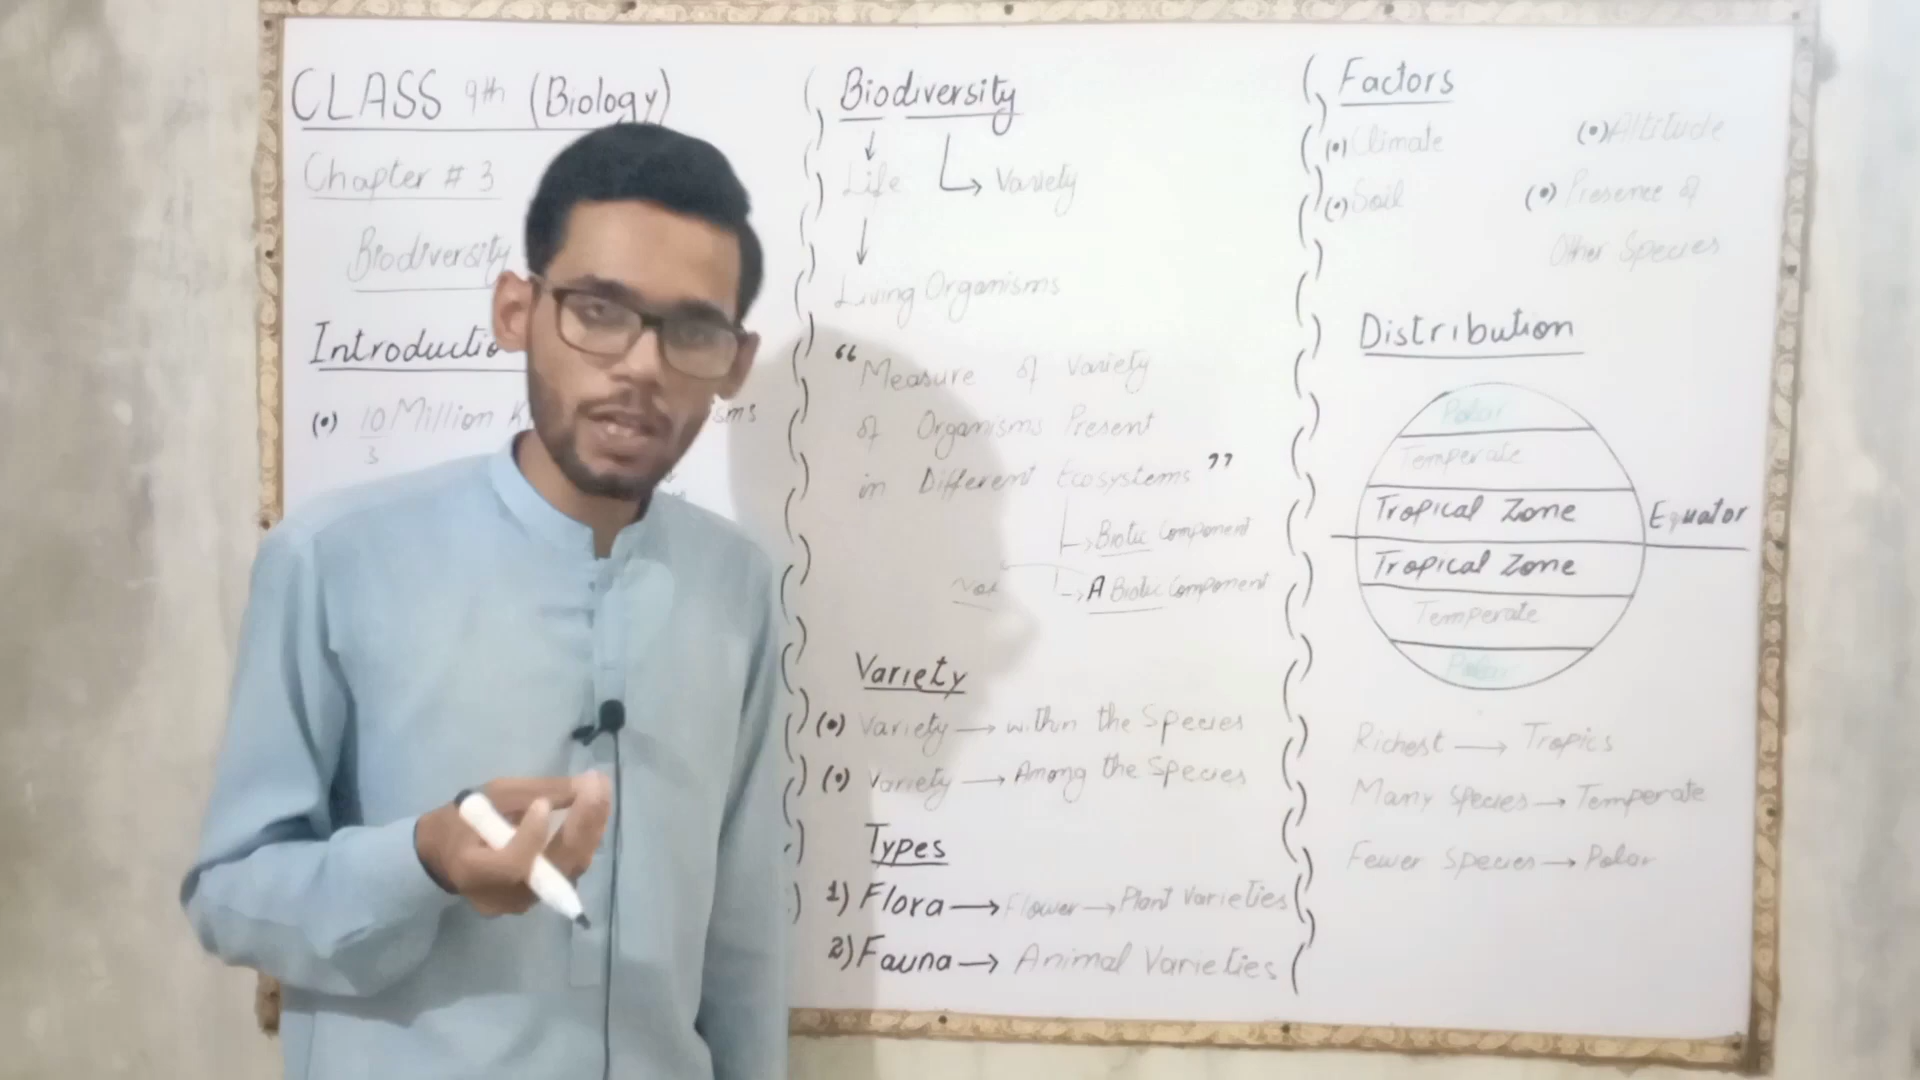 CLASS 9th (Biology)
Chapter # 3
Biodiversity
Introductio
(•) 10 Million K
sms
3
Biodiversity
Life → Variety
Living Organisms
“Measure of Variety
of Organisms Present
in Different Ecosystems”
→ Biotic Component
→ A Biotic Component
Variety
(•) Variety → within the Species
(•) Variety → Among the Species
Types
1) Flora → Flower → Plant Varieties
2) Fauna → Animal Varieties
Factors
(•) Climate
(•) Altitude
(•) Soil
(•) Presence of
Other Species
Distribution
Polar
Temperate
Tropical Zone
Equator
Tropical Zone
Temperate
Polar
Richest → Tropics
Many Species → Temperate
Fewer Species → Polar